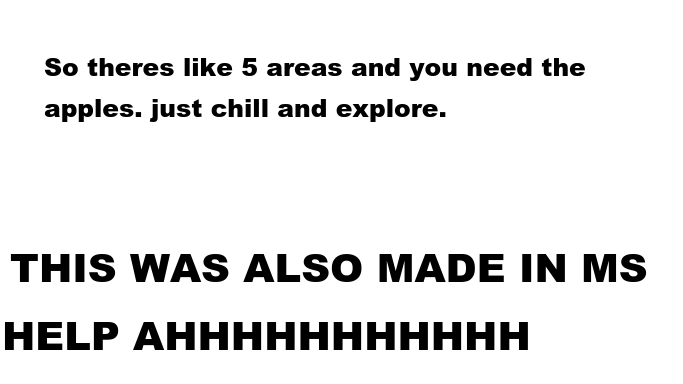 So theres like 5 areas and you need the
apples. just chill and explore.
THIS WAS ALSO MADE IN MS
HELP AHHHHHHHHHHHH